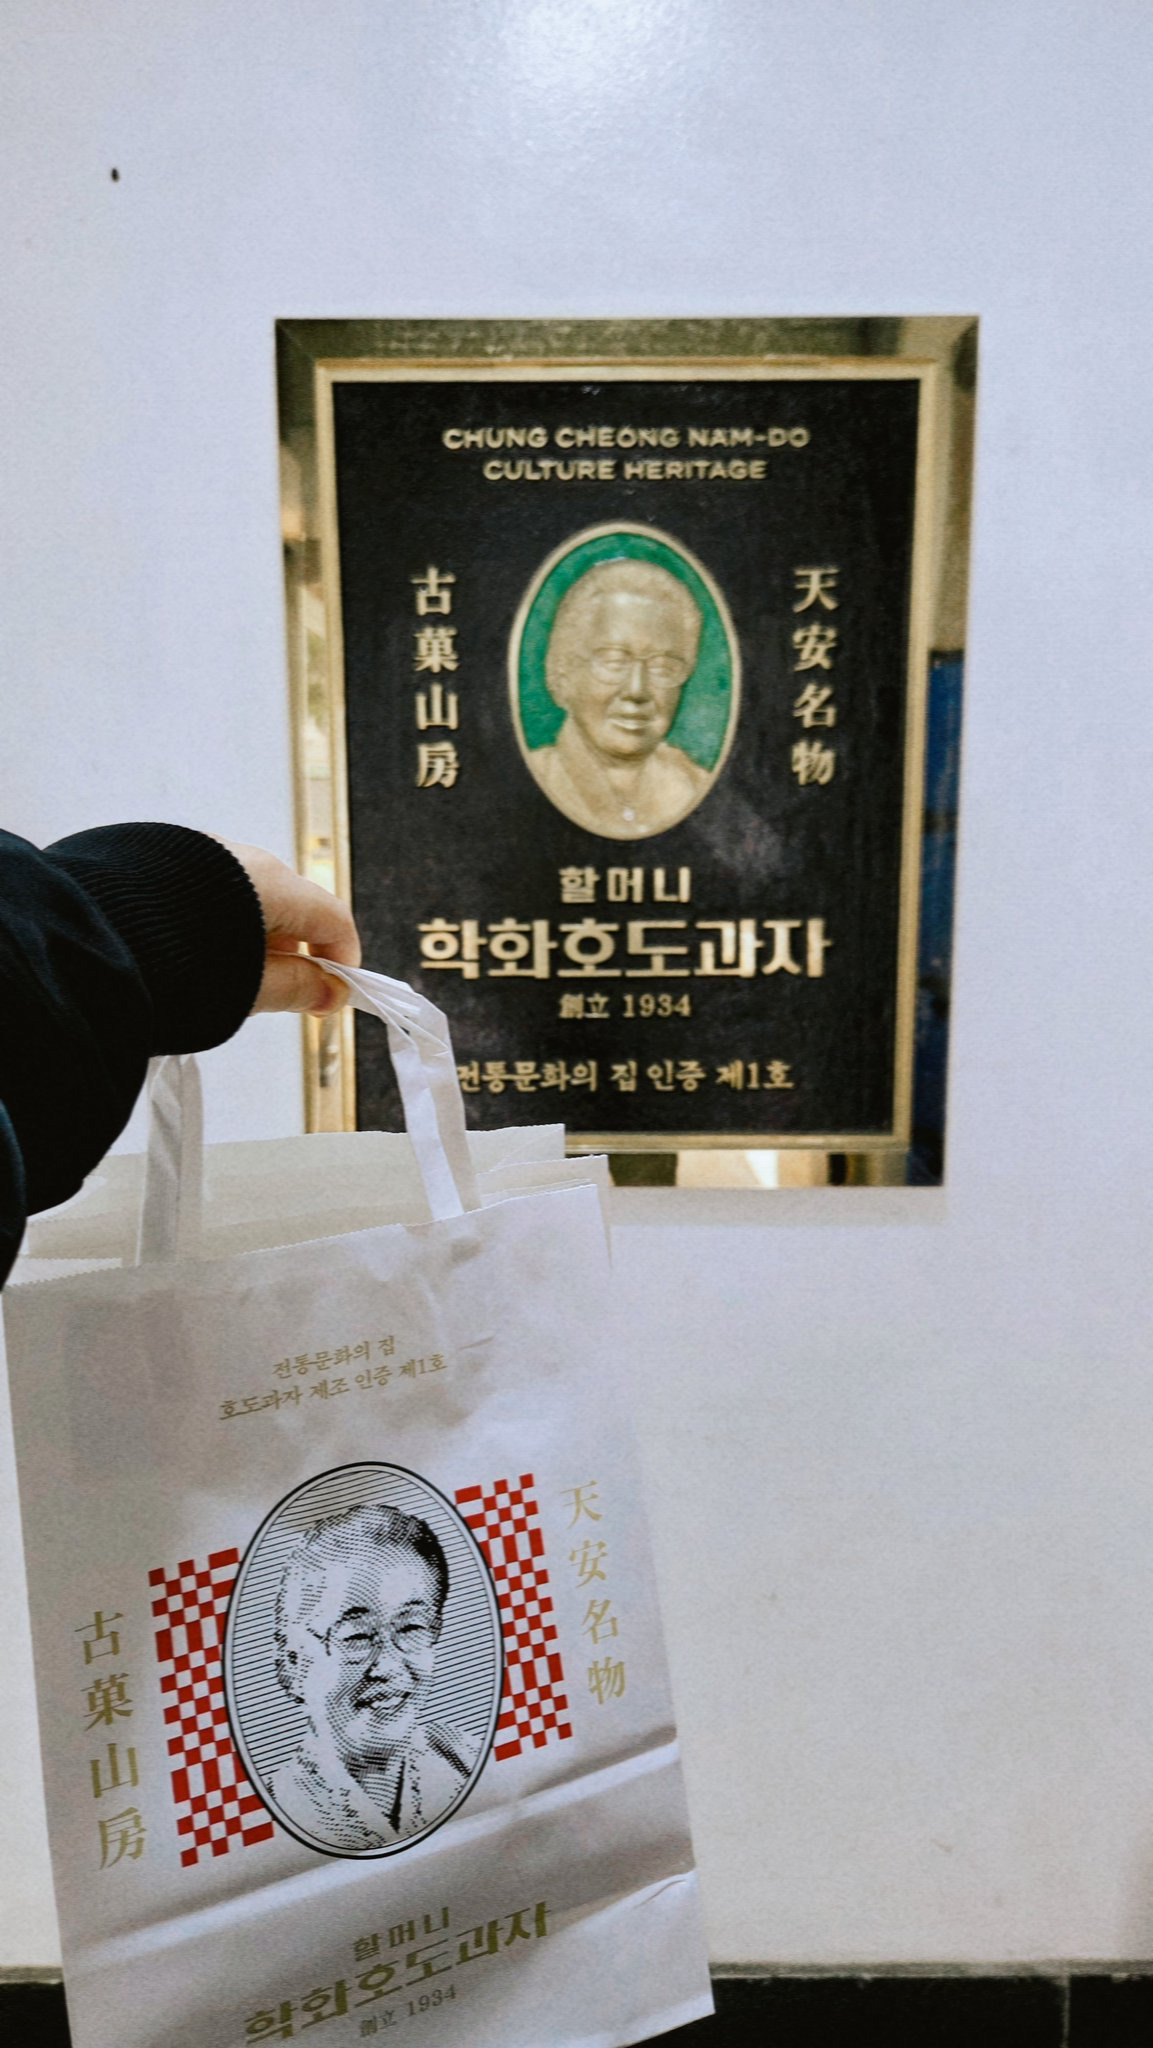 CHUNG CHEONG NAM-DO
CULTURE HERITAGE
天安名物
古菓山房
할머니
학화호도과자
創立 1934
전통문화의 집 인증 제1호
전통문화의 집
호도과자 제조 인증 제1호
天安名物
古菓山房
할머니
학화호도과자
創立 1934